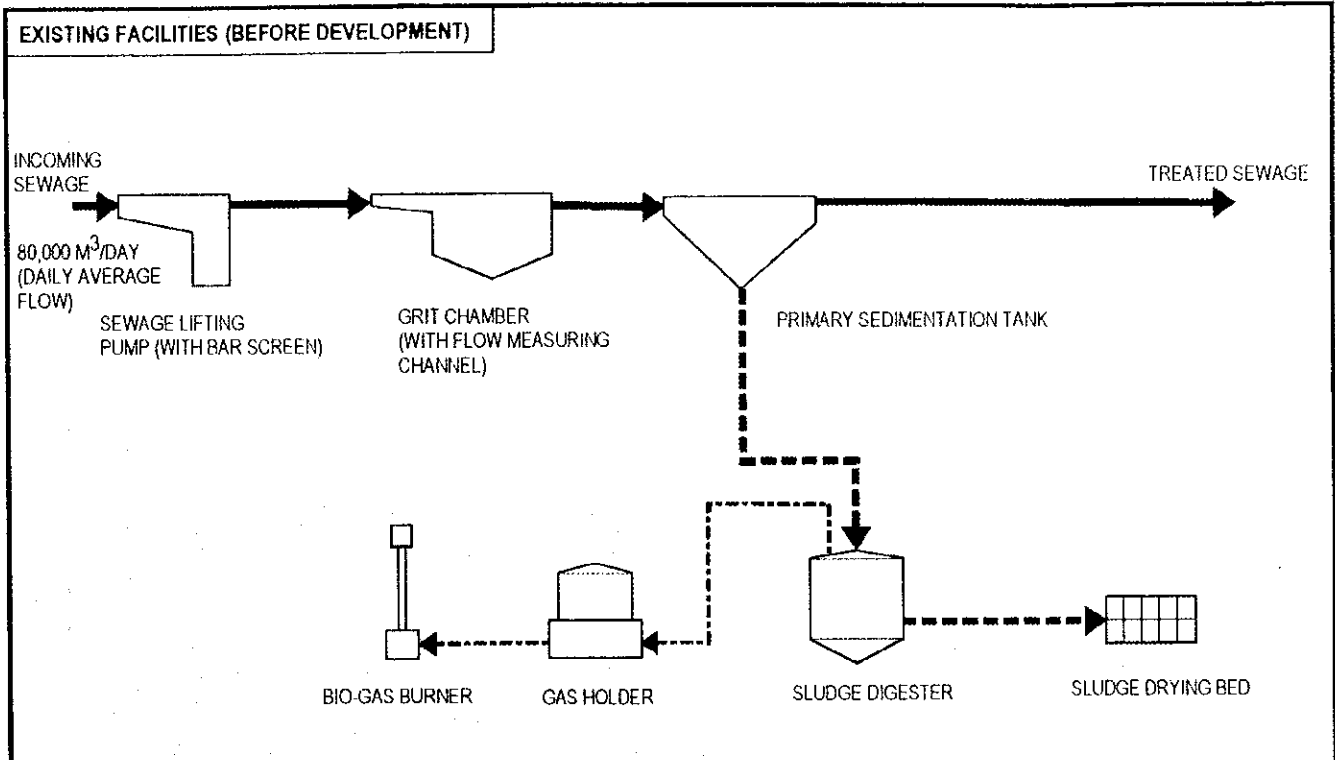 EXISTING FACILITIES (BEFORE DEVELOPMENT)
INCOMING
SEWAGE
TREATED SEWAGE
80,000 M³/DAY
(DAILY AVERAGE
FLOW)
SEWAGE LIFTING
PUMP (WITH BAR SCREEN)
GRIT CHAMBER
(WITH FLOW MEASURING
CHANNEL)
PRIMARY SEDIMENTATION TANK
BIO-GAS BURNER
GAS HOLDER
SLUDGE DIGESTER
SLUDGE DRYING BED